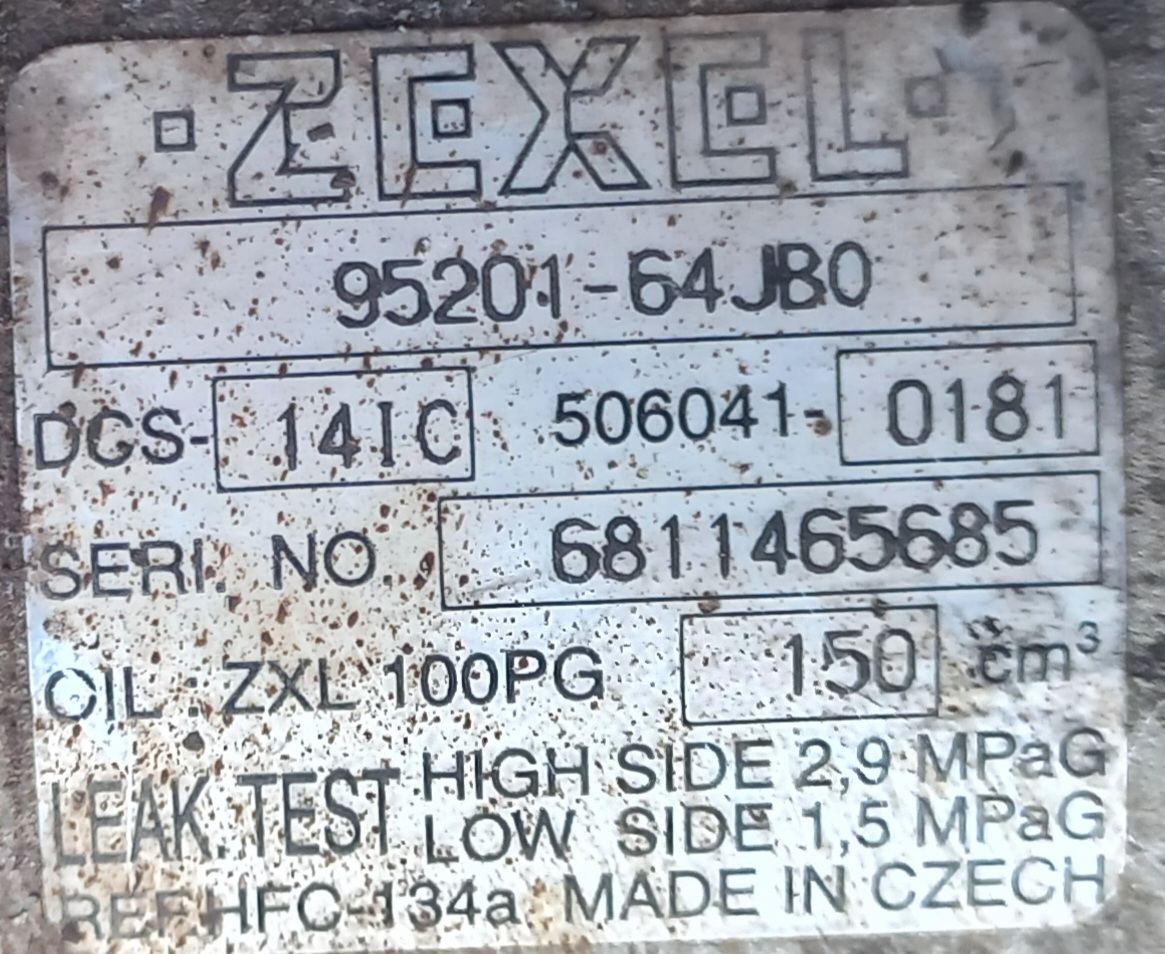 ZEXEL
95201-64JB0
DCS-14IC 506041-0181
SERI. NO. 6811465685
OIL : ZXL 100PG 150 cm³
LEAK TEST HIGH SIDE 2,9 MPaG
LOW SIDE 1,5 MPaG
REF.HFC-134a MADE IN CZECH